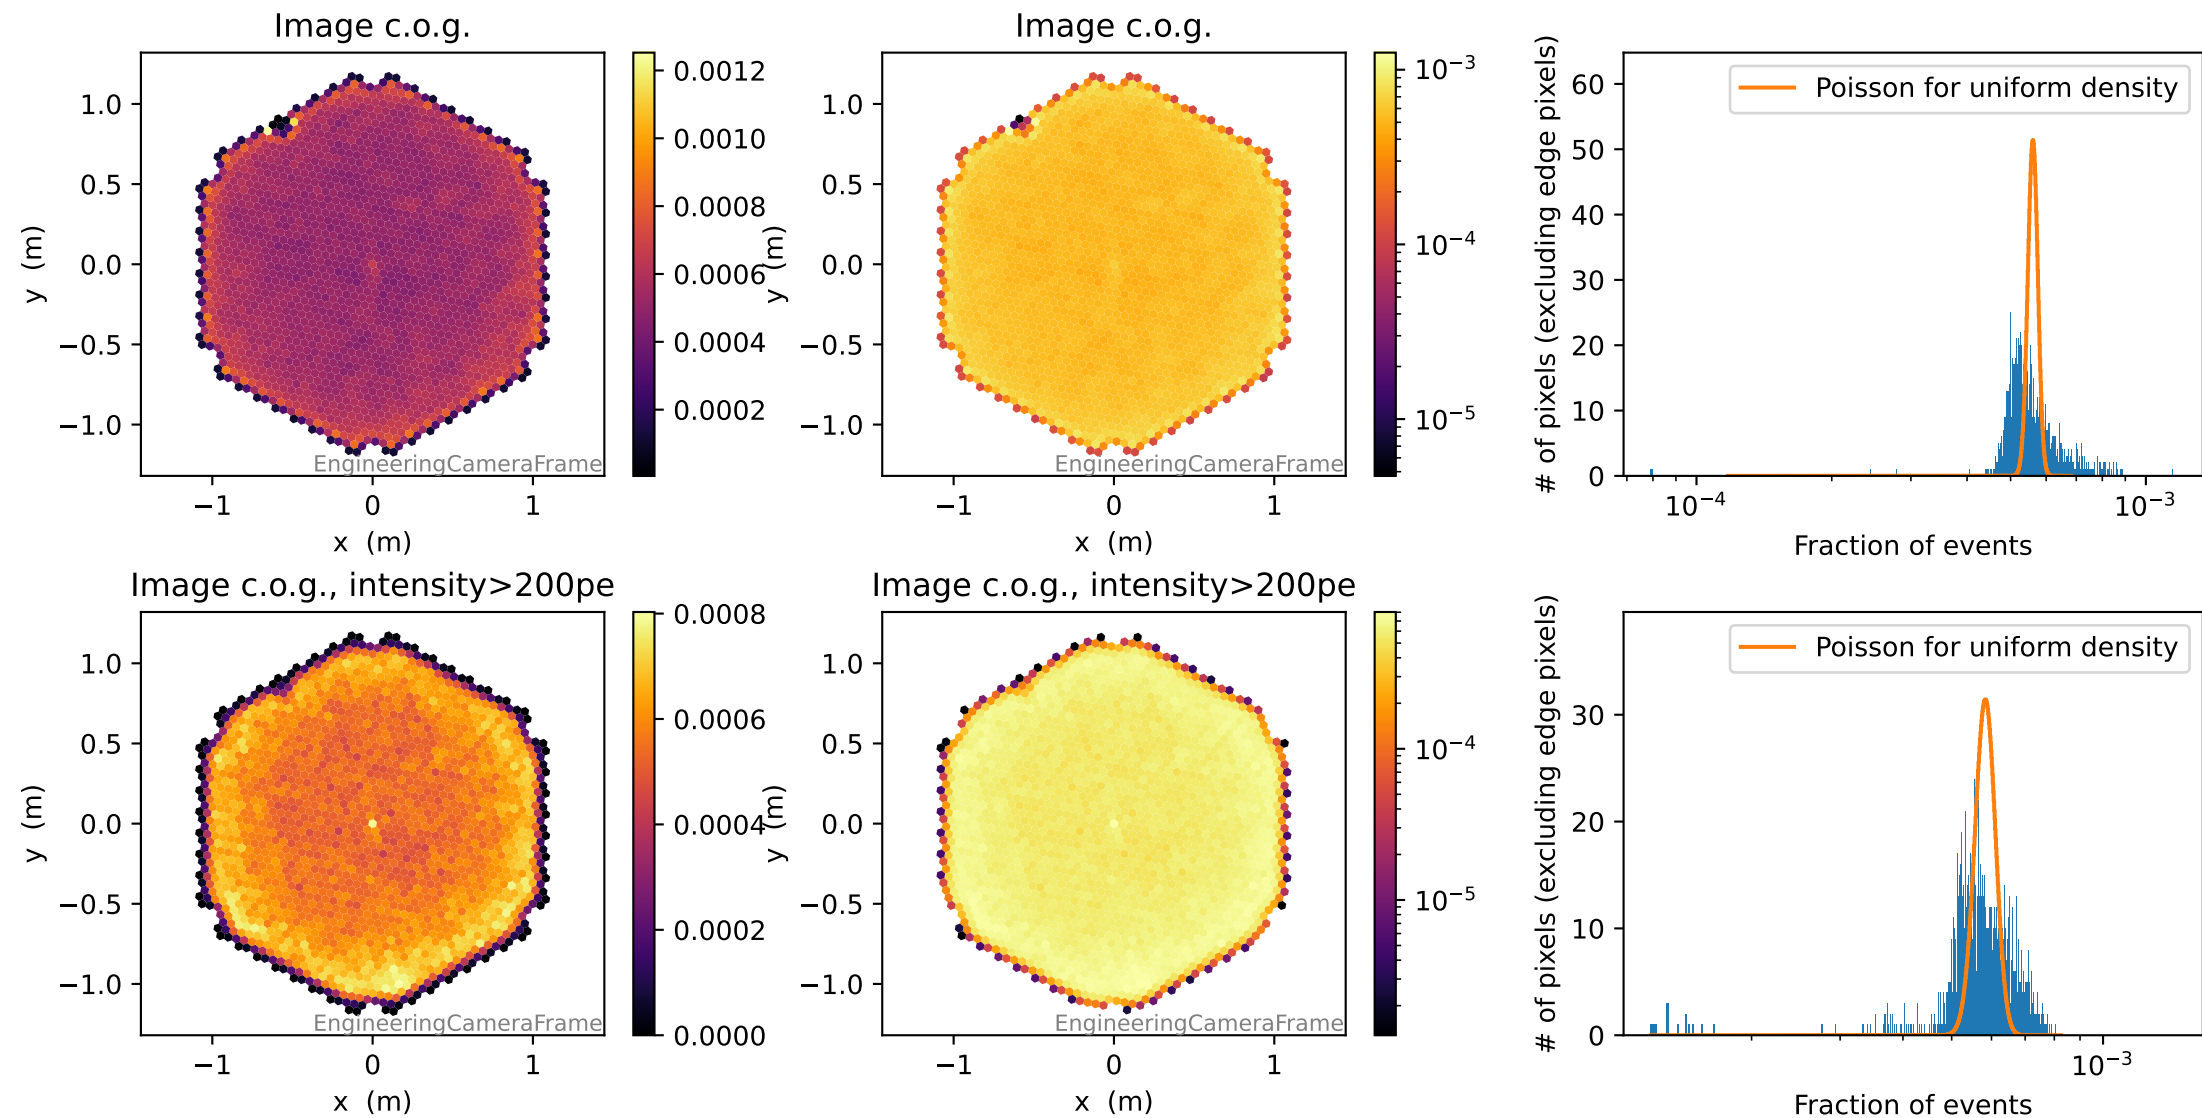 Image c.o.g.
1.0
0.5
0.0
−0.5
−1.0
y (m)
−1
0
1
x (m)
EngineeringCameraFrame
0.0012
0.0010
0.0008
0.0006
0.0004
0.0002
Image c.o.g.
1.0
0.5
0.0
−0.5
−1.0
y (m)
−1
0
1
x (m)
EngineeringCameraFrame
10⁻³
10⁻⁴
10⁻⁵
Poisson for uniform density
# of pixels (excluding edge pixels)
60
50
40
30
20
10
0
10⁻⁴
10⁻³
Fraction of events
Image c.o.g., intensity>200pe
1.0
0.5
0.0
−0.5
−1.0
y (m)
−1
0
1
x (m)
EngineeringCameraFrame
0.0008
0.0006
0.0004
0.0002
0.0000
Image c.o.g., intensity>200pe
1.0
0.5
0.0
−0.5
−1.0
y (m)
−1
0
1
x (m)
EngineeringCameraFrame
10⁻⁴
10⁻⁵
Poisson for uniform density
# of pixels (excluding edge pixels)
30
20
10
0
10⁻³
Fraction of events